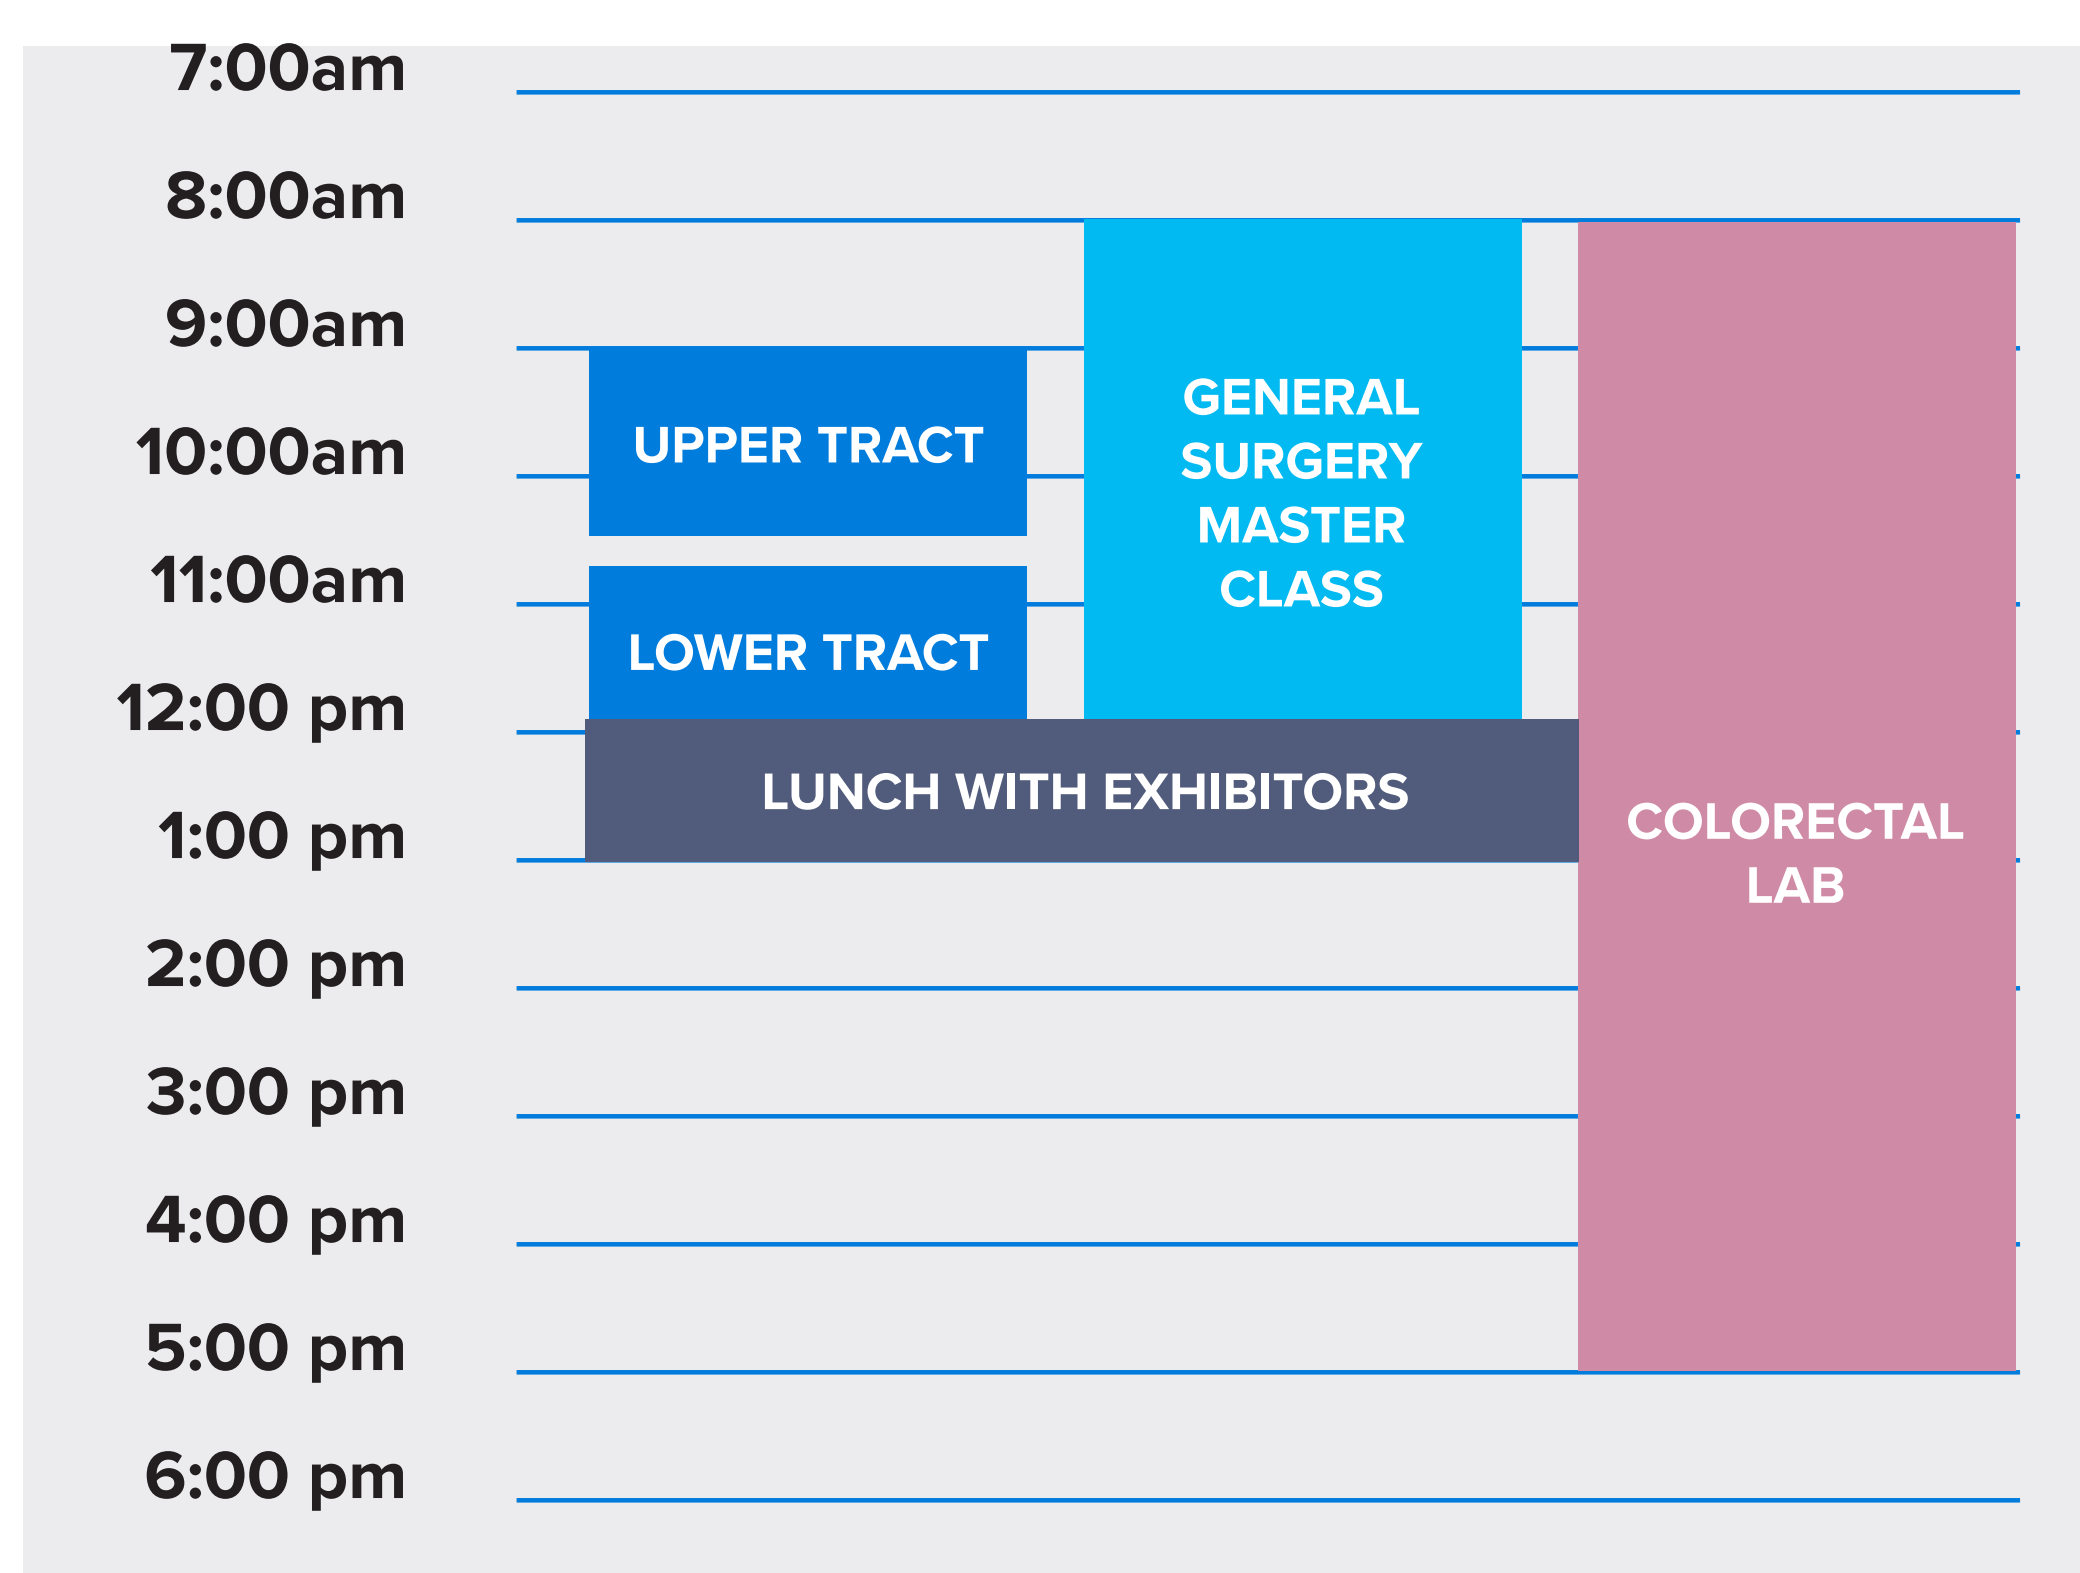 7:00am
8:00am
9:00am
10:00am
11:00am
12:00 pm
1:00 pm
2:00 pm
3:00 pm
4:00 pm
5:00 pm
6:00 pm
UPPER TRACT
LOWER TRACT
GENERAL
SURGERY
MASTER
CLASS
LUNCH WITH EXHIBITORS
COLORECTAL
LAB